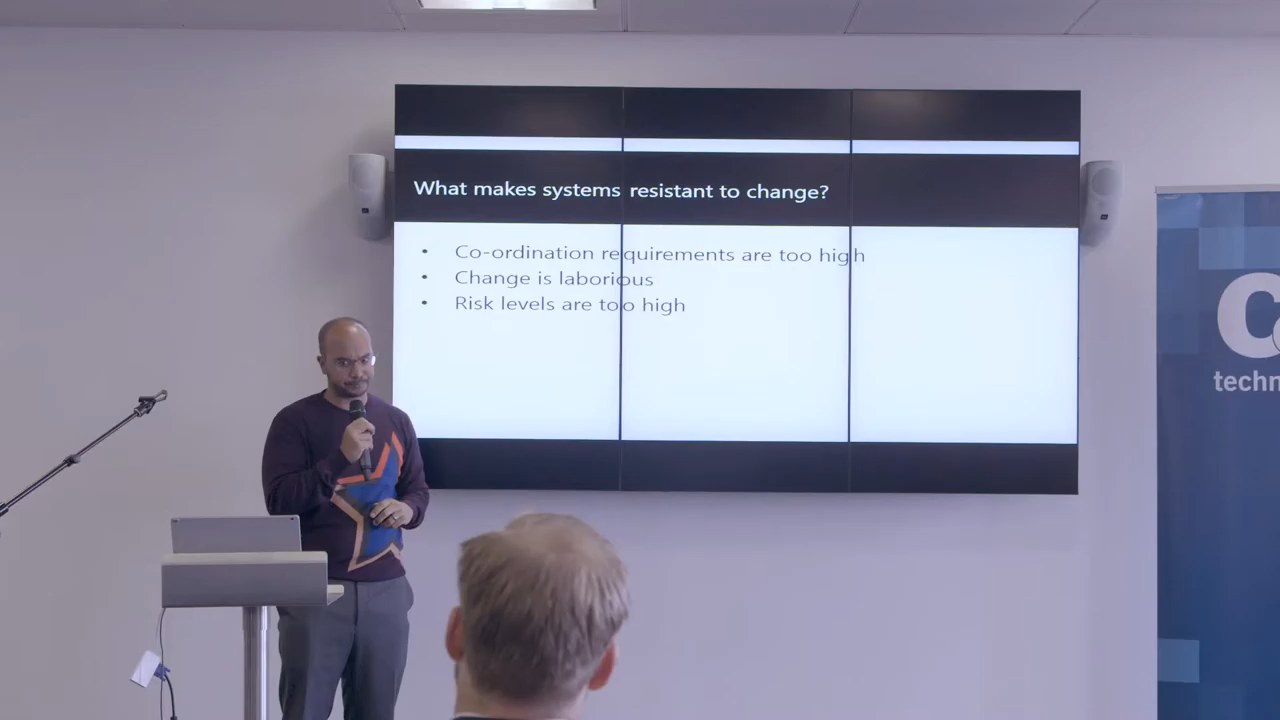 What makes systems resistant to change?
• Co-ordination requirements are too high
• Change is laborious
• Risk levels are too high
techn